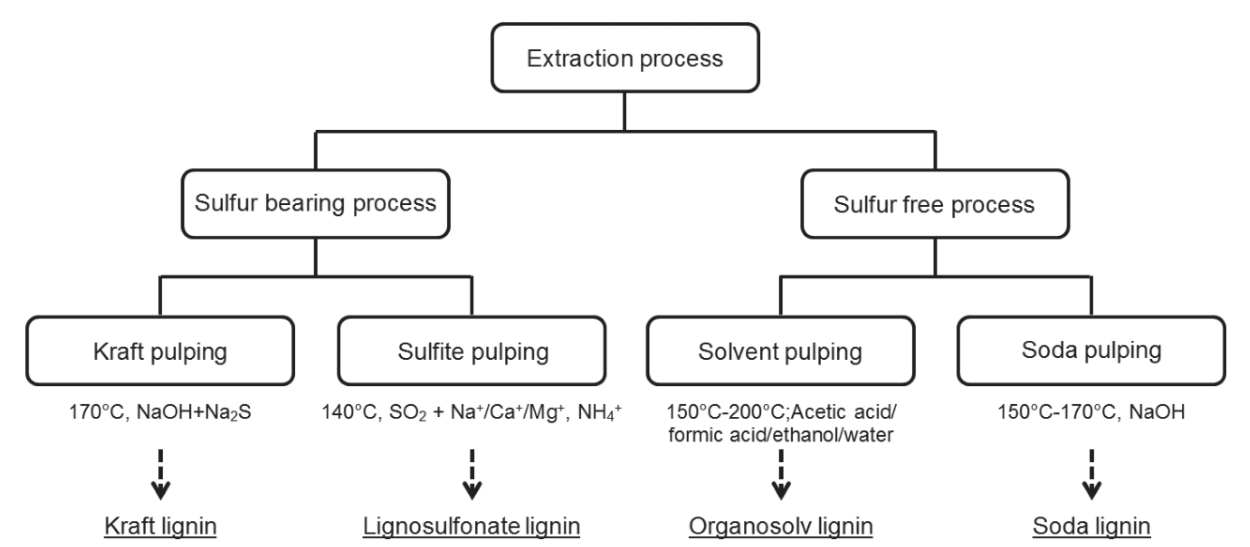 Extraction process
Sulfur bearing process
Sulfur free process
Kraft pulping
Sulfite pulping
Solvent pulping
Soda pulping
170°C, NaOH+Na₂S
140°C, SO₂ + Na⁺/Ca⁺/Mg⁺, NH₄⁺
150°C-200°C;Acetic acid/
formic acid/ethanol/water
150°C-170°C, NaOH
Kraft lignin
Lignosulfonate lignin
Organosolv lignin
Soda lignin